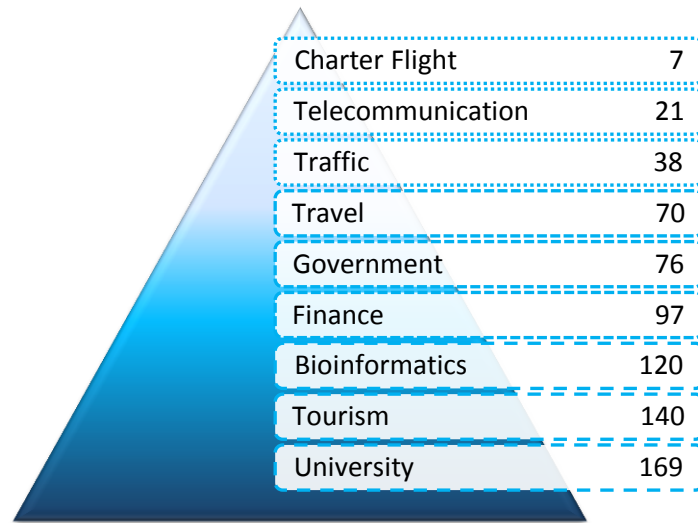 Charter Flight 7
Telecommunication 21
Traffic 38
Travel 70
Government 76
Finance 97
Bioinformatics 120
Tourism 140
University 169